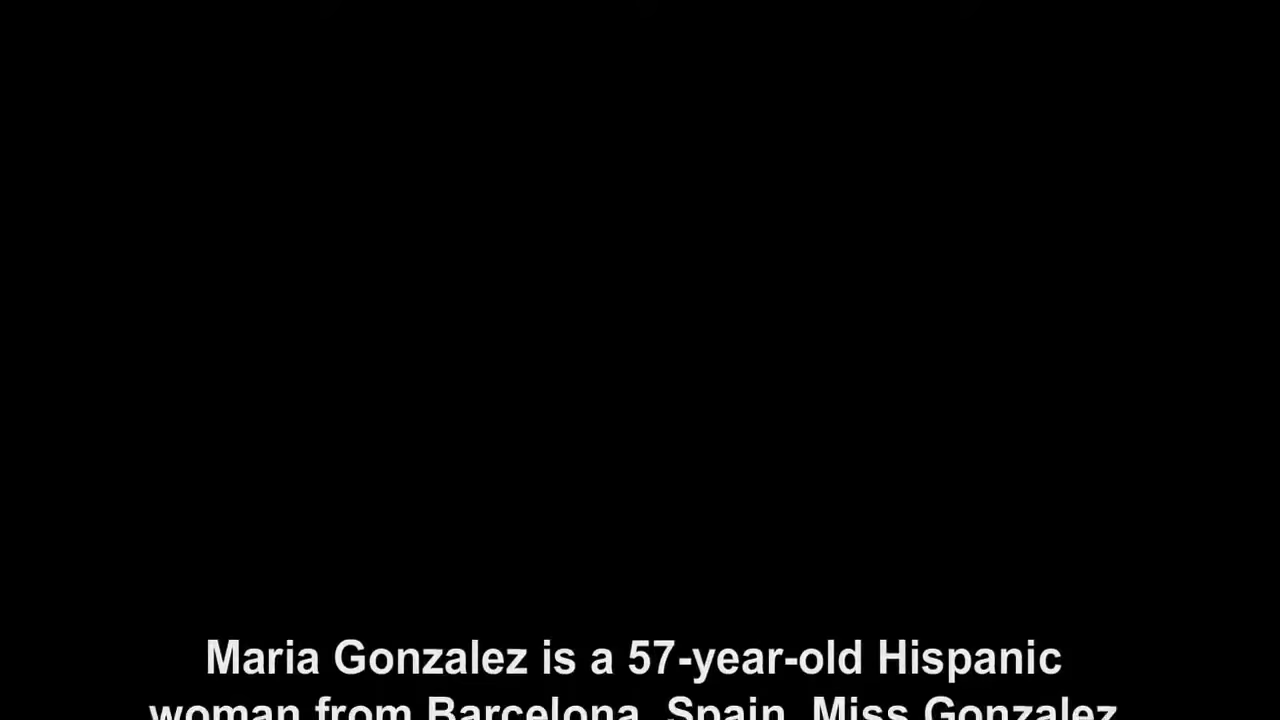 Maria Gonzalez is a 57-year-old Hispanic
woman from Barcelona, Spain. Miss Gonzalez